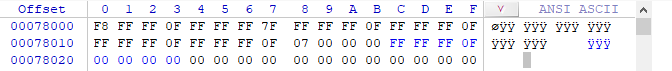 Offset 0 1 2 3 4 5 6 7 8 9 A B C D E F ANSI ASCII
00078000 F8 FF FF 0F FF FF FF 7F FF FF FF 0F FF FF FF 0F øÿÿ ÿÿÿ ÿÿÿ ÿÿÿ
00078010 FF FF FF 0F FF FF FF 0F 07 00 00 00 FF FF FF 0F ÿÿÿ ÿÿÿ ÿÿÿ
00078020 00 00 00 00 00 00 00 00 00 00 00 00 00 00 00 00